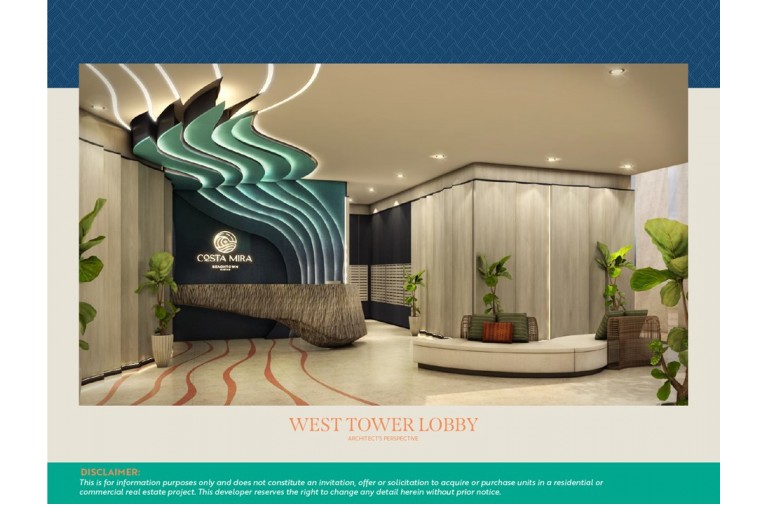 COSTA MIRA
BEACHTOWN
WEST TOWER LOBBY
ARCHITECT'S PERSPECTIVE
DISCLAIMER:
This is for information purposes only and does not constitute an invitation, offer or solicitation to acquire or purchase units in a residential or
commercial real estate project. This developer reserves the right to change any detail herein without prior notice.